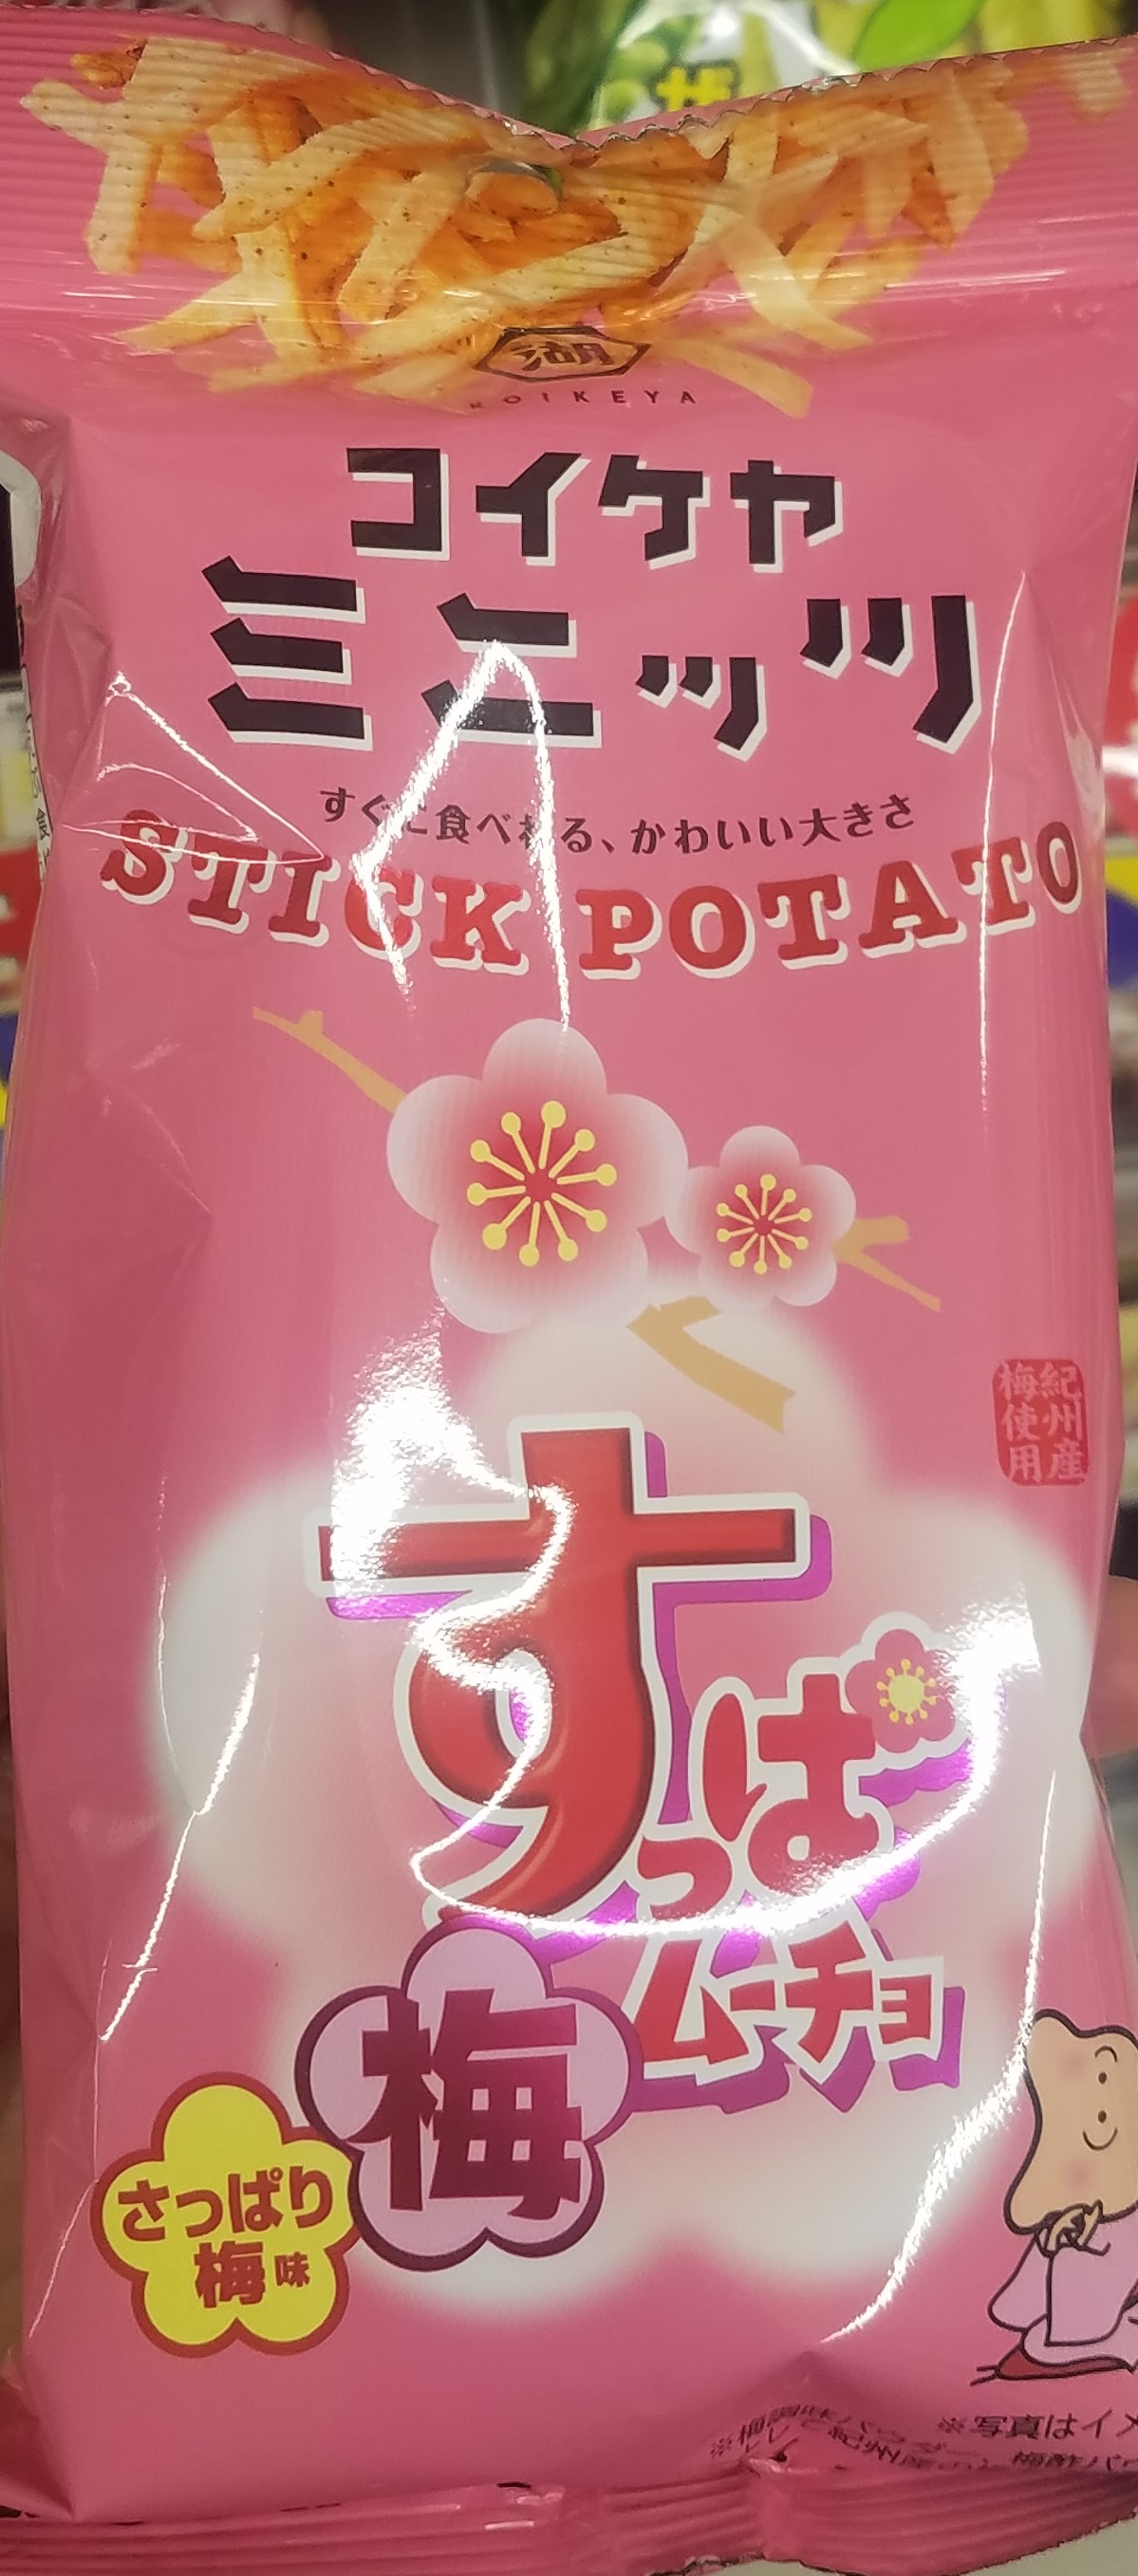 湖
KOIKEYA
コイケヤ
ミニッツ
すぐに食べれる、かわいい大きさ
STICK POTATO
紀州産
梅使用
すっぱ
ムーチョ
梅
さっぱり
梅味
※写真はイメ